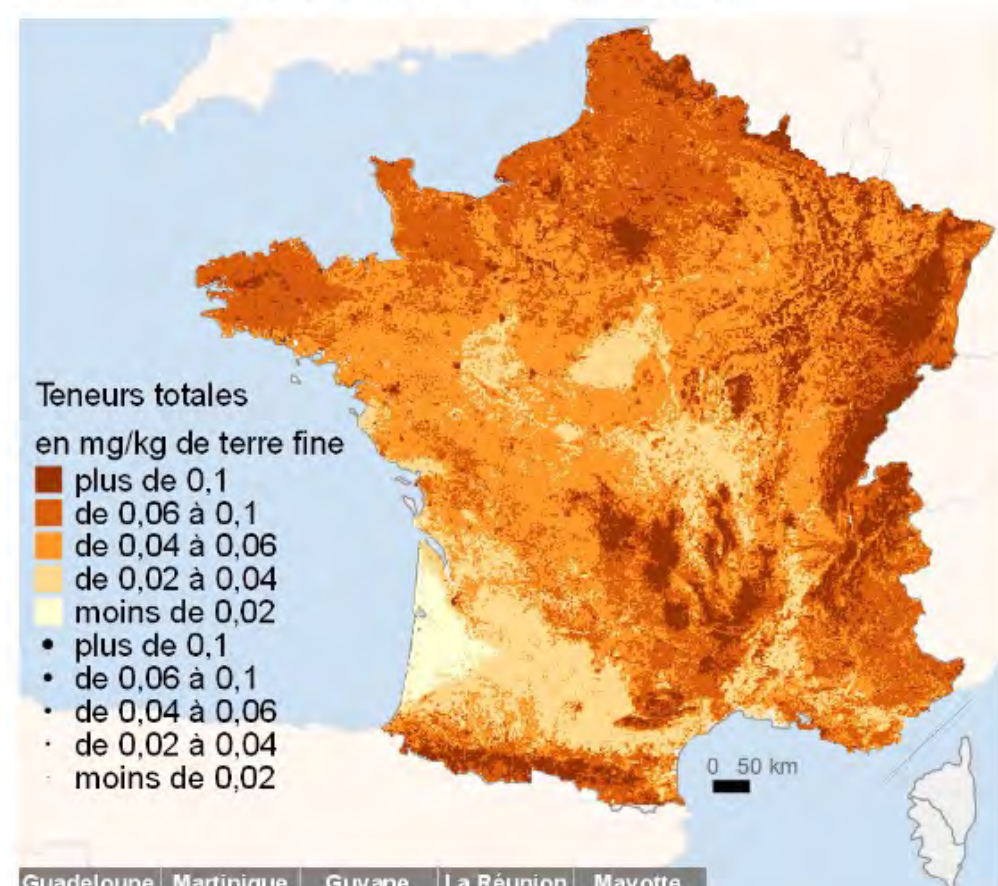 Teneurs totales
en mg/kg de terre fine
plus de 0,1
de 0,06 à 0,1
de 0,04 à 0,06
de 0,02 à 0,04
moins de 0,02
plus de 0,1
de 0,06 à 0,1
de 0,04 à 0,06
de 0,02 à 0,04
moins de 0,02
0 50 km
Guadeloupe Martinique Guyane La Réunion Mayotte